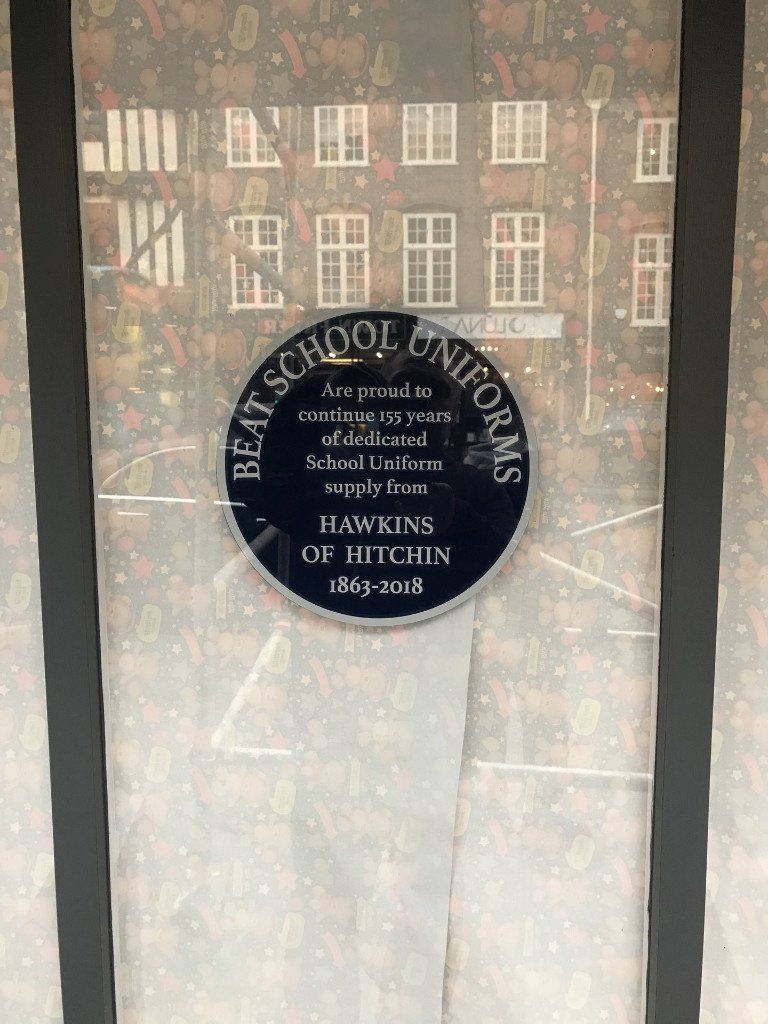 BEAT SCHOOL UNIFORMS
Are proud to
continue 155 years
of dedicated
School Uniform
supply from
HAWKINS
OF HITCHIN
1863-2018